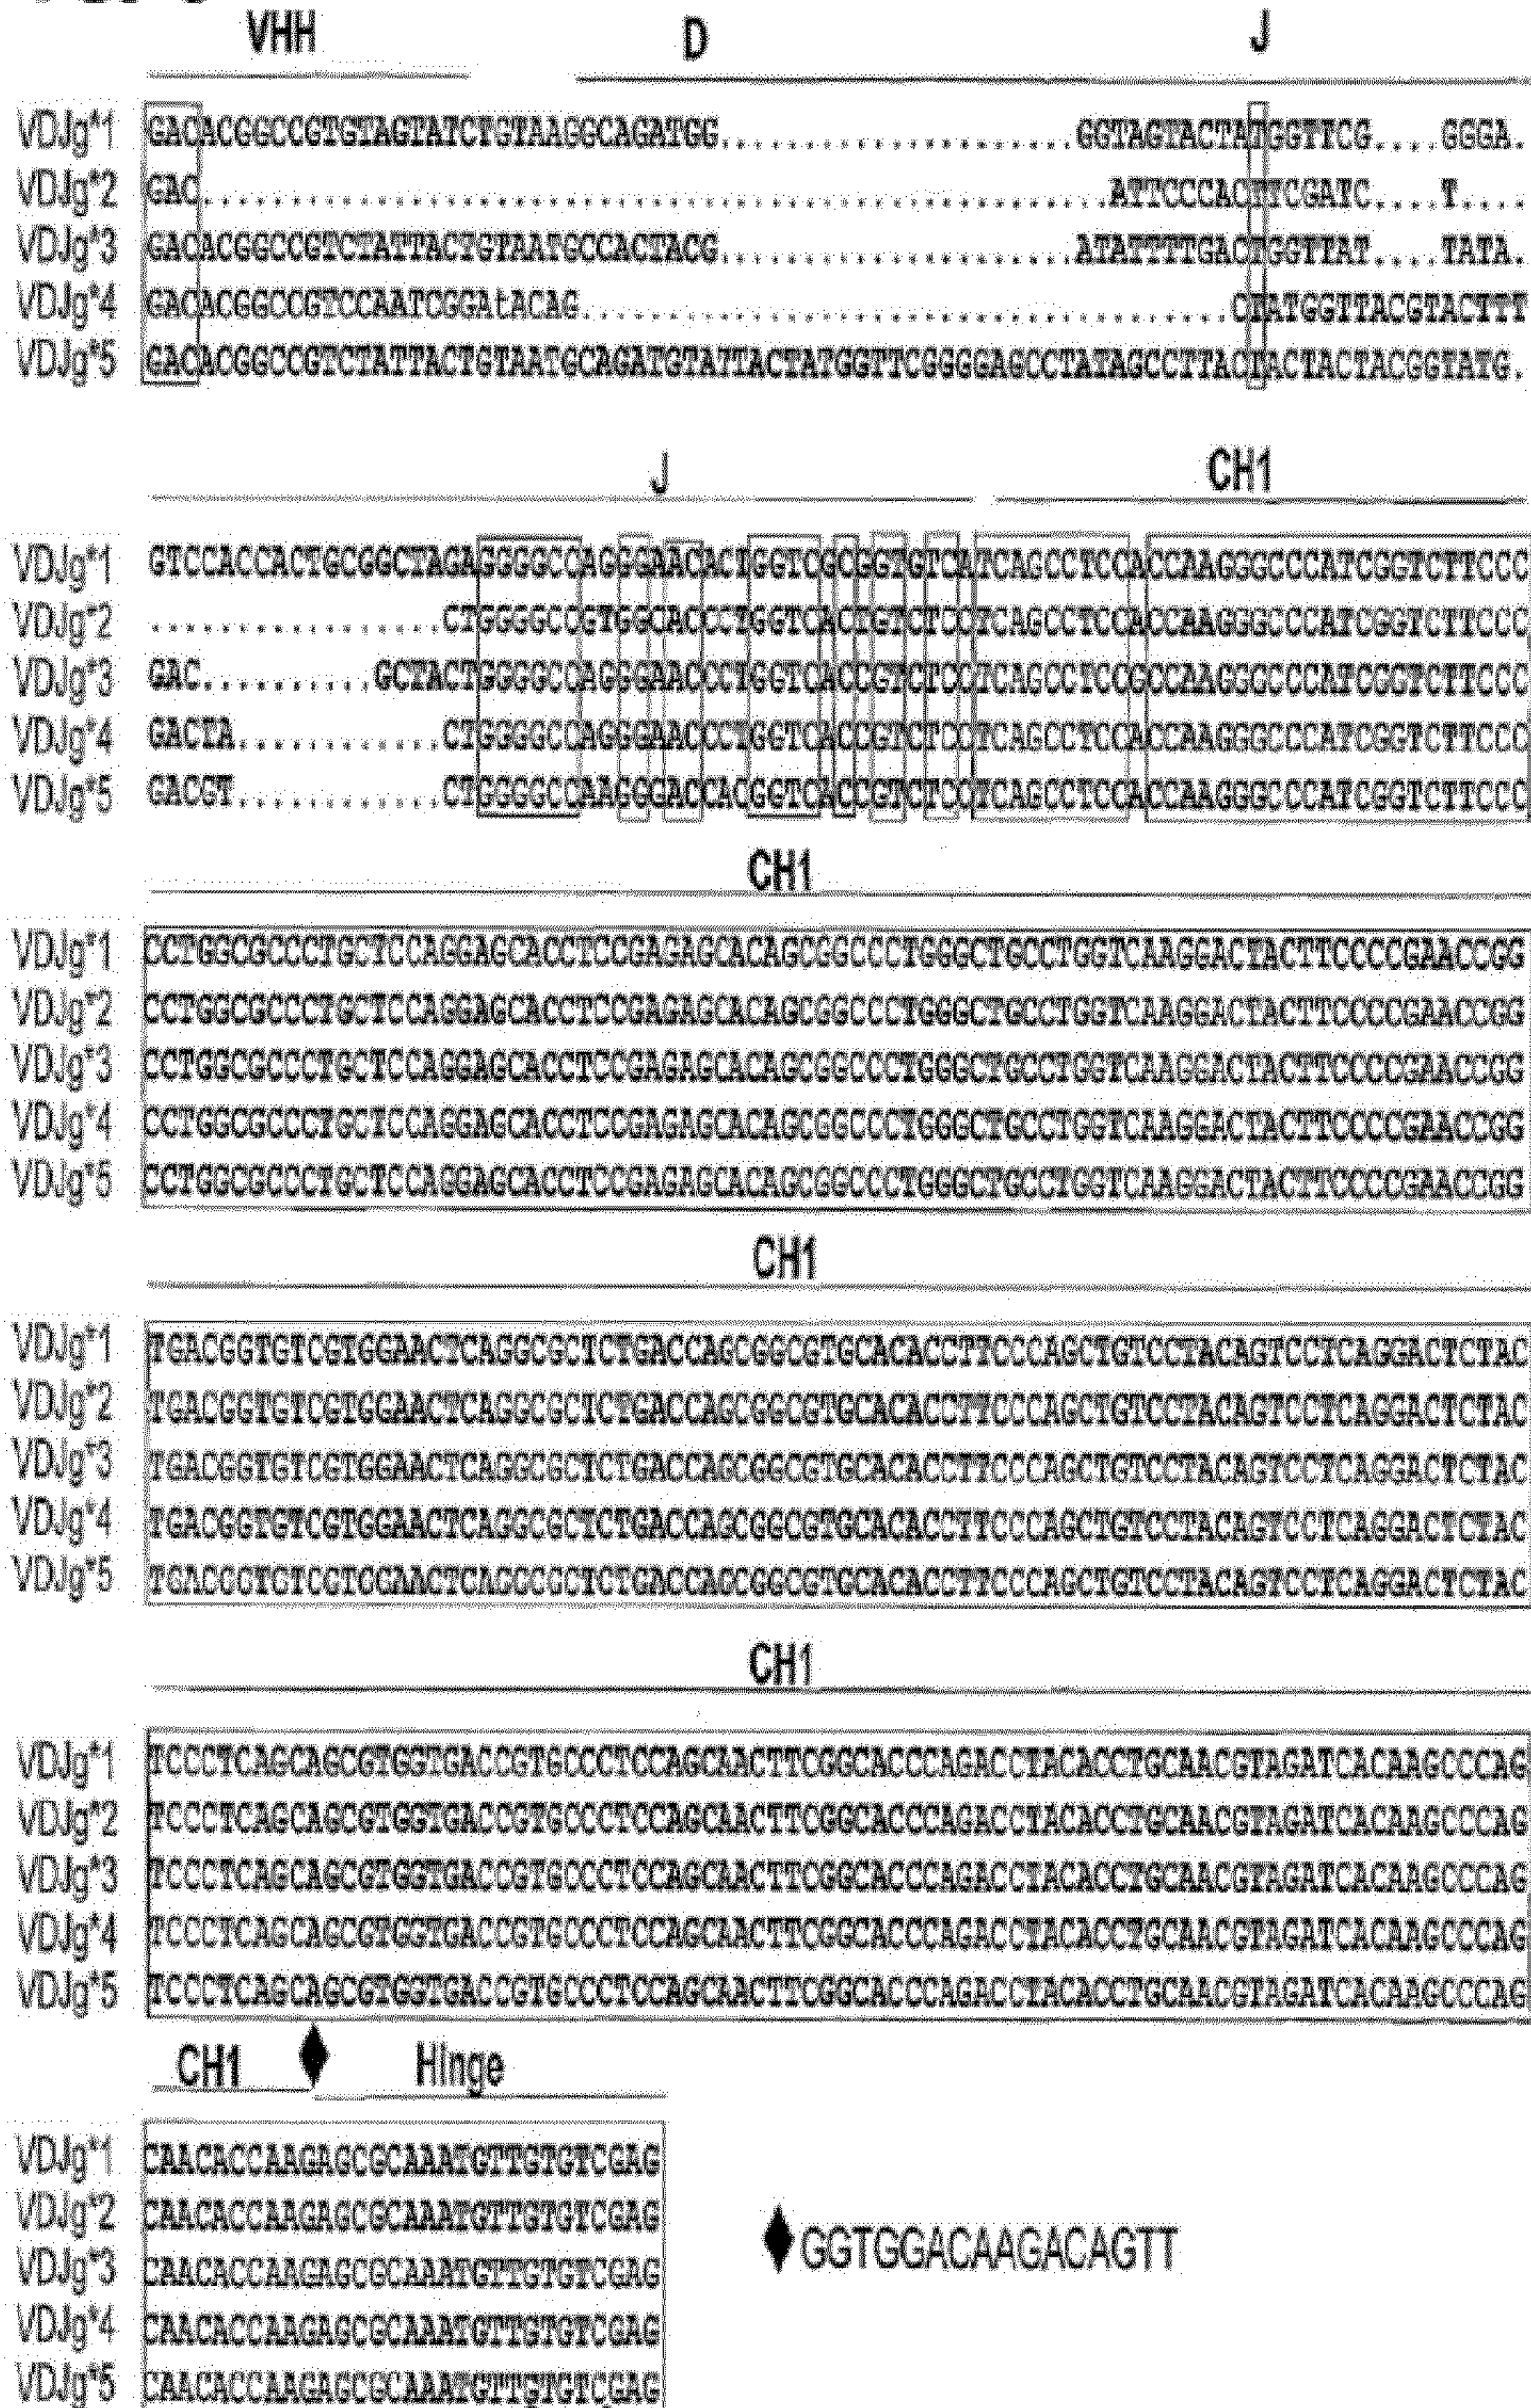 VHH D J
VDJg*1 GACACGGCCGTGTAGTATCTGTAAGGCAGATGG.....................GGTAGTACTATGGTTCG....GGGA.
VDJg*2 GAC.....................................................ATTCCCACTTCGATC....T....
VDJg*3 GACACGGCCGTCTATTACTGTAATGCCACTACG.....................ATATTTTGACTGGTTAT....TATA.
VDJg*4 GACACGGCCGTCCAATCGGAtACAG......................................CTATGGTTACGTACTTT
VDJg*5 GACACGGCCGTCTATTACTGTAATGCAGATGTATTACTATGGTTCGGGGAGCCTATAGCCTTACTACTACTACGGTATG.
J CH1
VDJg*1 GTCCACCACTGCGGCTAGAGGGGCCAGGGAACACTGGTCGCGGTGTCATCAGCCTCCACCAAGGGCCCATCGGTCTTCCC
VDJg*2 .................CTGGGGCCGTGGCACCCTGGTCACTGTCTCCTCAGCCTCCACCAAGGGCCCATCGGTCTTCCC
VDJg*3 GAC..........GCTACTGGGGCCAGGGAACCCTGGTCACCGTCTCCTCAGCCTCCGCCAAGGGCCCATCGGTCTTCCC
VDJg*4 GACTA............CTGGGGCCAGGGAACCCTGGTCACCGTCTCCTCAGCCTCCACCAAGGGCCCATCGGTCTTCCC
VDJg*5 GACGT............CTGGGGCCAAGGGACCACGGTCACCGTCTCCTCAGCCTCCACCAAGGGCCCATCGGTCTTCCC
CH1
VDJg*1 CCTGGCGCCCTGCTCCAGGAGCACCTCCGAGAGCACAGCGGCCCTGGGCTGCCTGGTCAAGGACTACTTCCCCGAACCGG
VDJg*2 CCTGGCGCCCTGCTCCAGGAGCACCTCCGAGAGCACAGCGGCCCTGGGCTGCCTGGTCAAGGACTACTTCCCCGAACCGG
VDJg*3 CCTGGCGCCCTGCTCCAGGAGCACCTCCGAGAGCACAGCGGCCCTGGGCTGCCTGGTCAAGGACTACTTCCCCGAACCGG
VDJg*4 CCTGGCGCCCTGCTCCAGGAGCACCTCCGAGAGCACAGCGGCCCTGGGCTGCCTGGTCAAGGACTACTTCCCCGAACCGG
VDJg*5 CCTGGCGCCCTGCTCCAGGAGCACCTCCGAGAGCACAGCGGCCCTGGGCTGCCTGGTCAAGGACTACTTCCCCGAACCGG
CH1
VDJg*1 TGACGGTGTCGTGGAACTCAGGCGCTCTGACCAGCGGCGTGCACACCTTCCCAGCTGTCCTACAGTCCTCAGGACTCTAC
VDJg*2 TGACGGTGTCGTGGAACTCAGGCGCTCTGACCAGCGGCGTGCACACCTTCCCAGCTGTCCTACAGTCCTCAGGACTCTAC
VDJg*3 TGACGGTGTCGTGGAACTCAGGCGCTCTGACCAGCGGCGTGCACACCTTCCCAGCTGTCCTACAGTCCTCAGGACTCTAC
VDJg*4 TGACGGTGTCGTGGAACTCAGGCGCTCTGACCAGCGGCGTGCACACCTTCCCAGCTGTCCTACAGTCCTCAGGACTCTAC
VDJg*5 TGACGGTGTCGTGGAACTCAGGCGCTCTGACCAGCGGCGTGCACACCTTCCCAGCTGTCCTACAGTCCTCAGGACTCTAC
CH1
VDJg*1 TCCCTCAGCAGCGTGGTGACCGTGCCCTCCAGCAACTTCGGCACCCAGACCTACACCTGCAACGTAGATCACAAGCCCAG
VDJg*2 TCCCTCAGCAGCGTGGTGACCGTGCCCTCCAGCAACTTCGGCACCCAGACCTACACCTGCAACGTAGATCACAAGCCCAG
VDJg*3 TCCCTCAGCAGCGTGGTGACCGTGCCCTCCAGCAACTTCGGCACCCAGACCTACACCTGCAACGTAGATCACAAGCCCAG
VDJg*4 TCCCTCAGCAGCGTGGTGACCGTGCCCTCCAGCAACTTCGGCACCCAGACCTACACCTGCAACGTAGATCACAAGCCCAG
VDJg*5 TCCCTCAGCAGCGTGGTGACCGTGCCCTCCAGCAACTTCGGCACCCAGACCTACACCTGCAACGTAGATCACAAGCCCAG
CH1 ♦ Hinge
VDJg*1 CAACACCAAGAGCGCAAATGTTGTGTCGAG
VDJg*2 CAACACCAAGAGCGCAAATGTTGTGTCGAG
♦GGTGGACAAGACAGTT
VDJg*3 CAACACCAAGAGCGCAAATGTTGTGTCGAG
VDJg*4 CAACACCAAGAGCGCAAATGTTGTGTCGAG
VDJg*5 CAACACCAAGAGCGCAAATGTTGTGTCGAG